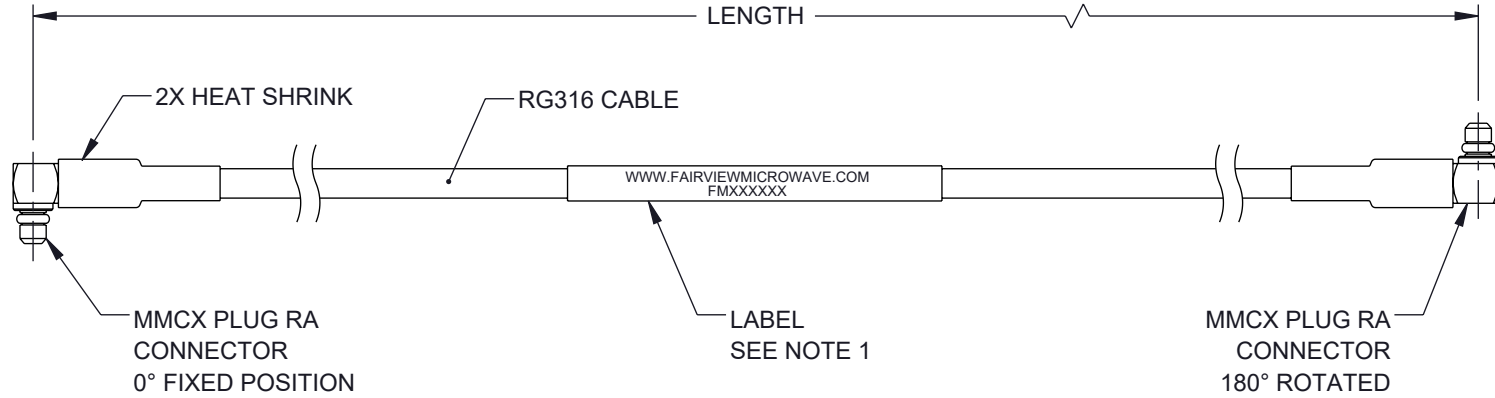 LENGTH
2X HEAT SHRINK
RG316 CABLE
WWW.FAIRVIEWMICROWAVE.COM
FMXXXXXX
MMCX PLUG RA
CONNECTOR
0° FIXED POSITION
LABEL
SEE NOTE 1
MMCX PLUG RA
CONNECTOR
180° ROTATED